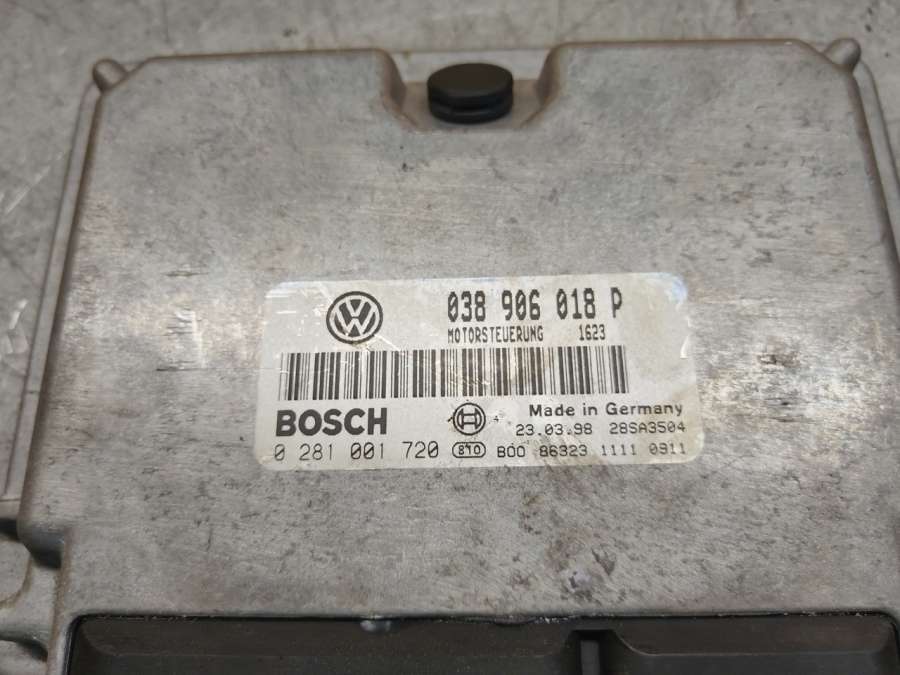 038 906 018 P
MOTORSTEUERUNG 1623
BOSCH
Made in Germany
23.03.98 28SA3504
0 281 001 720 810 B00 86323 1111 0911